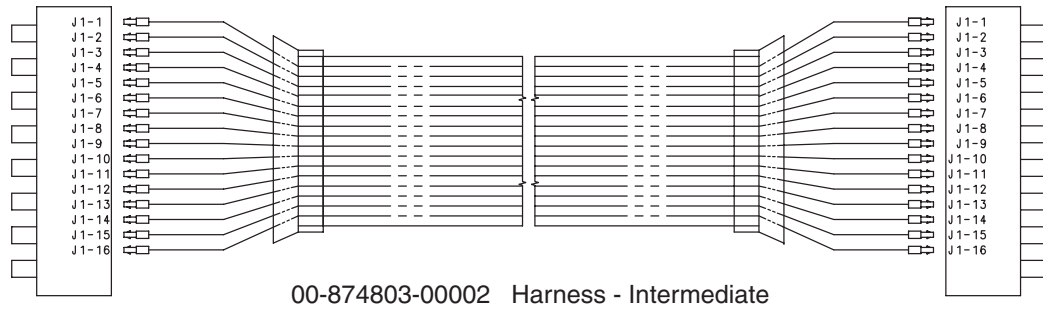 J1-1 J1-1
J1-2 J1-2
J1-3 J1-3
J1-4 J1-4
J1-5 J1-5
J1-6 J1-6
J1-7 J1-7
J1-8 J1-8
J1-9 J1-9
J1-10 J1-10
J1-11 J1-11
J1-12 J1-12
J1-13 J1-13
J1-14 J1-14
J1-15 J1-15
J1-16 J1-16
00-874803-00002 Harness - Intermediate